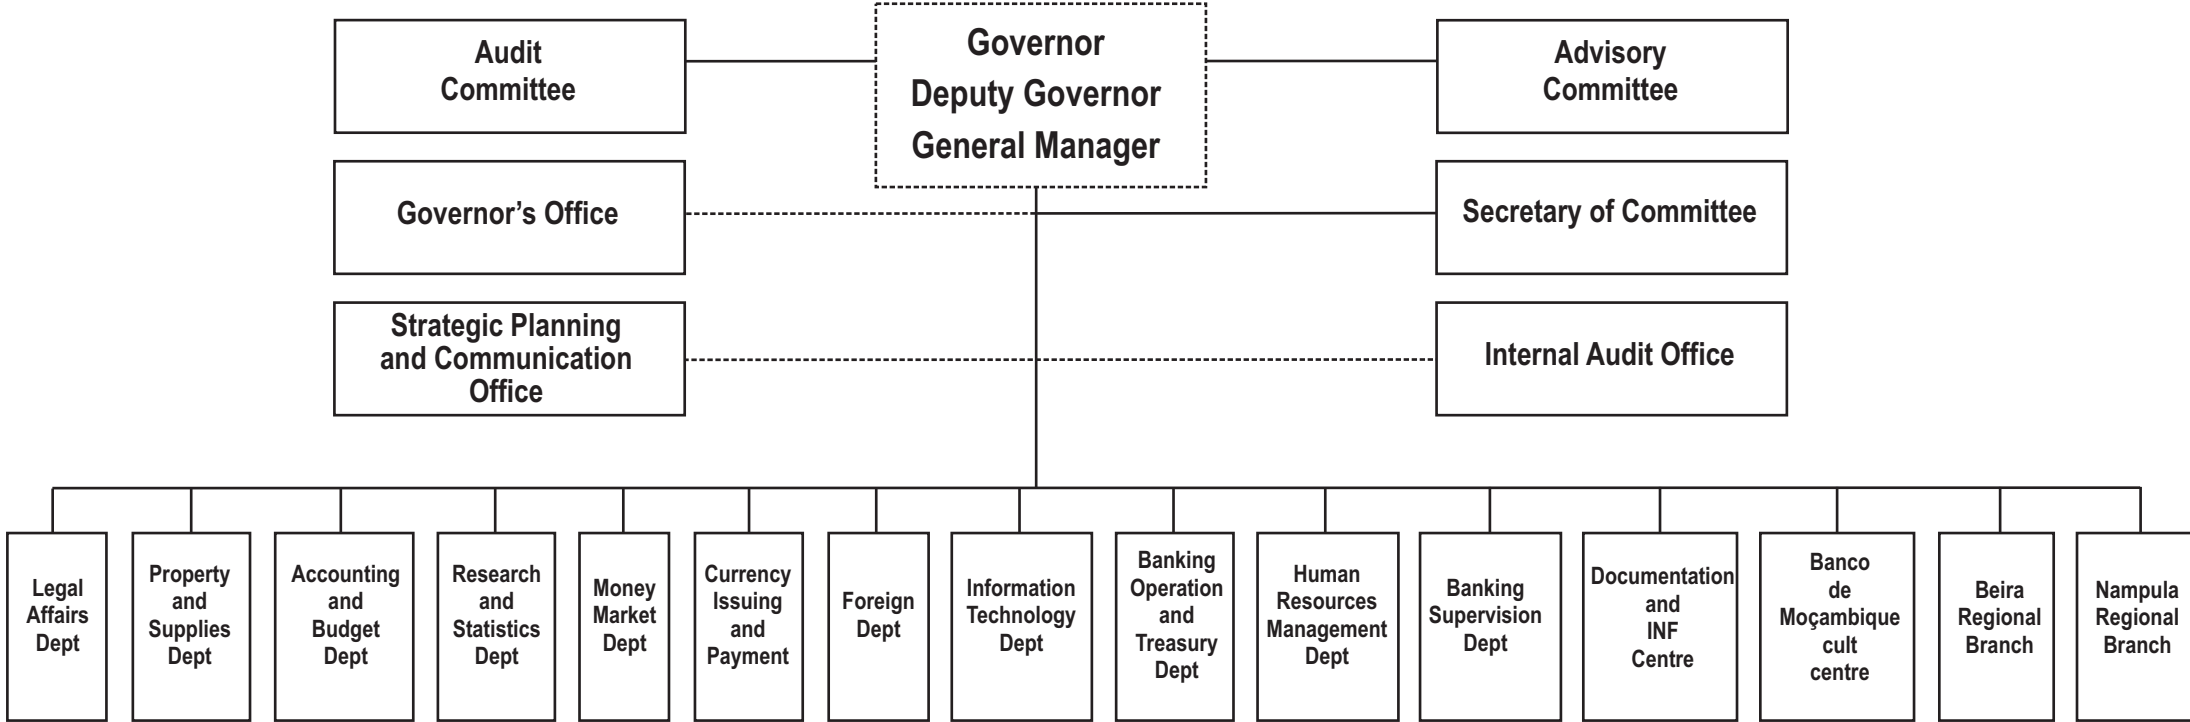 Audit
Committee
Governor
Deputy Governor
General Manager
Advisory
Committee
Governor’s Office
Secretary of Committee
Strategic Planning
and Communication
Office
Internal Audit Office
Legal
Affairs
Dept
Property
and
Supplies
Dept
Accounting
and
Budget
Dept
Research
and
Statistics
Dept
Money
Market
Dept
Currency
Issuing
and
Payment
Foreign
Dept
Information
Technology
Dept
Banking
Operation
and
Treasury
Dept
Human
Resources
Management
Dept
Banking
Supervision
Dept
Documentation
and
INF
Centre
Banco
de
Moçambique
cult
centre
Beira
Regional
Branch
Nampula
Regional
Branch